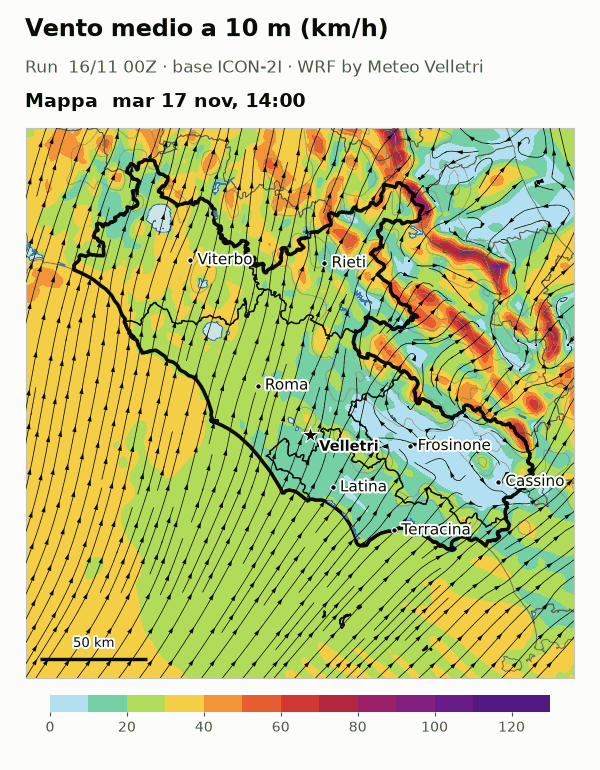 Vento medio a 10 m (km/h)
Run 16/11 00Z · base ICON-2I · WRF by Meteo Velletri
Mappa mar 17 nov, 14:00
Viterbo
Rieti
Roma
Velletri
Frosinone
Cassino
Latina
Terracina
50 km
0 20 40 60 80 100 120